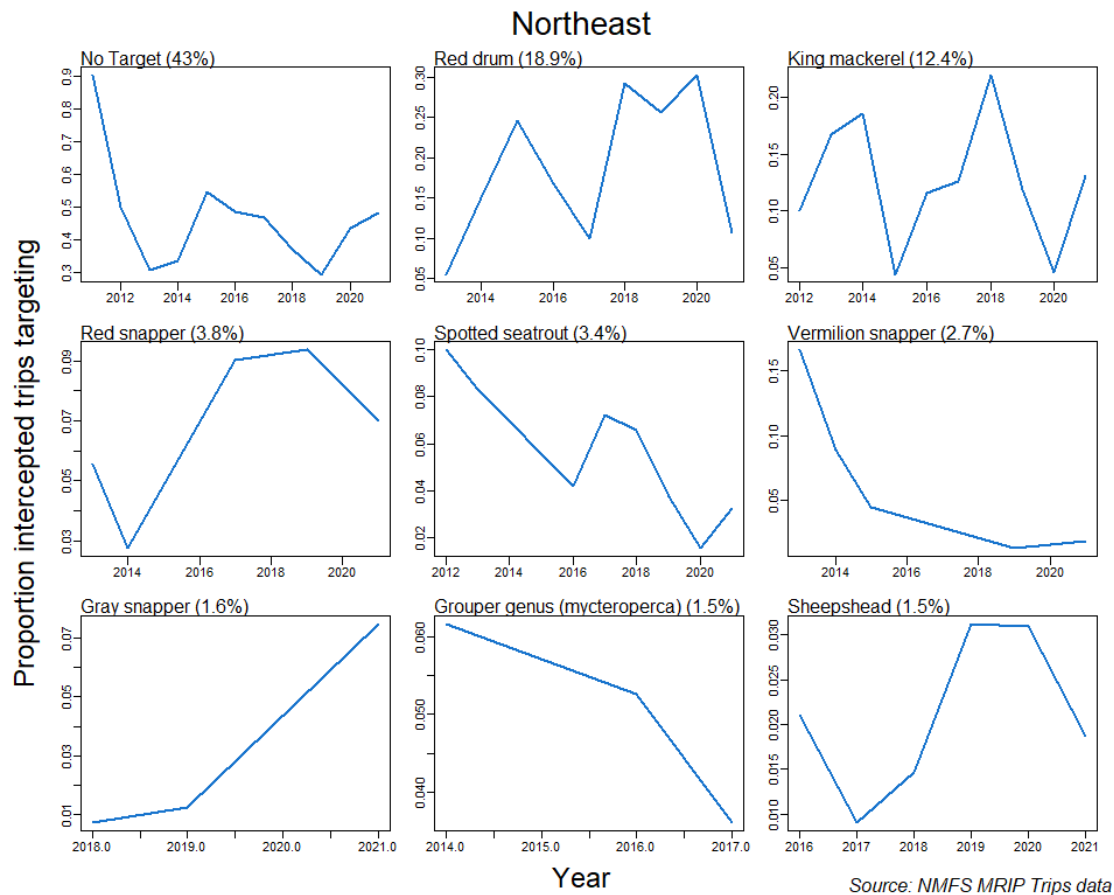 Northeast
No Target (43%)
Red drum (18.9%)
King mackerel (12.4%)
0.9
0.8
0.7
0.6
0.5
0.4
0.3
2012 2014 2016 2018 2020
0.30
0.25
0.15
0.10
0.05
2014 2016 2018 2020
0.20
0.15
0.10
0.05
2012 2014 2016 2018 2020
Red snapper (3.8%)
Spotted seatrout (3.4%)
Vermilion snapper (2.7%)
0.09
0.07
0.05
0.03
2014 2016 2018 2020
0.10
0.08
0.06
0.04
0.02
2012 2014 2016 2018 2020
0.15
0.10
0.05
2014 2016 2018 2020
Gray snapper (1.6%)
Grouper genus (mycteroperca) (1.5%)
Sheepshead (1.5%)
0.07
0.05
0.03
0.01
2018.0 2019.0 2020.0 2021.0
0.060
0.050
0.040
2014.0 2015.0 2016.0 2017.0
0.030
0.025
0.020
0.015
0.010
2016 2017 2018 2019 2020 2021
Proportion intercepted trips targeting
Year
Source: NMFS MRIP Trips data